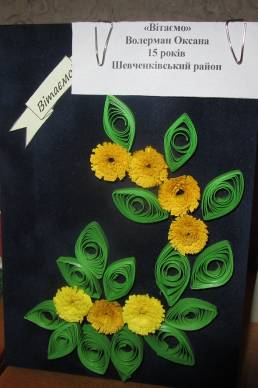 «Вітаємо»
Волерман Оксана
15 років
Шевченківський район
Вітаємо